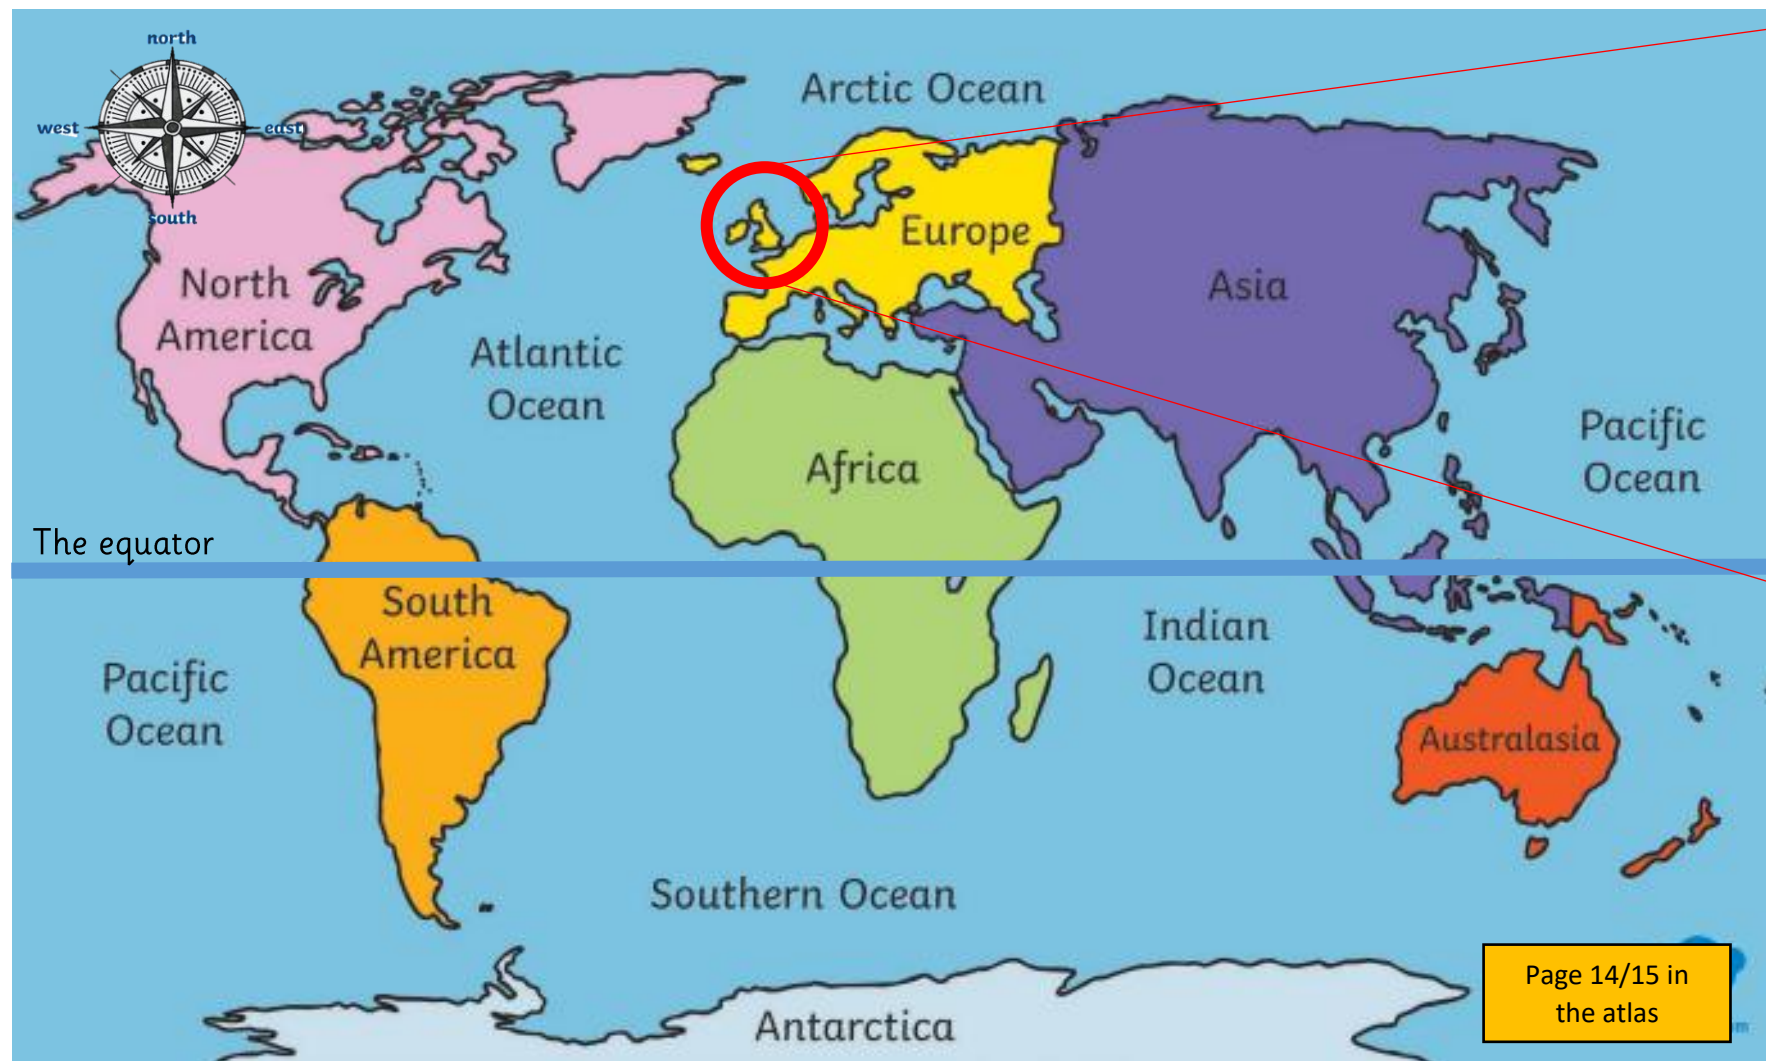 north
west
east
south
Arctic Ocean
Europe
Asia
North
America
Atlantic
Ocean
Pacific
Ocean
Africa
The equator
South
America
Indian
Ocean
Pacific
Ocean
Australasia
Southern Ocean
Page 14/15 in
the atlas
Antarctica